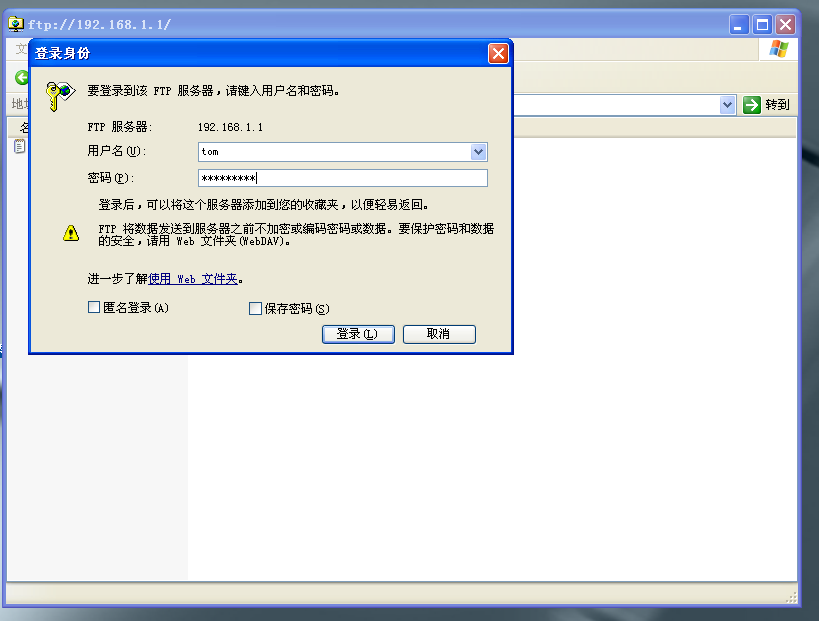 ftp://192.168.1.1/
文
登录身份
要登录到该 FTP 服务器，请键入用户名和密码。
地
转到
名
FTP 服务器:
192.168.1.1
用户名(U):
tom
密码(P):
*********
登录后，可以将这个服务器添加到您的收藏夹，以便轻易返回。
FTP 将数据发送到服务器之前不加密或编码密码或数据。要保护密码和数据
的安全，请用 Web 文件夹(WebDAV)。
进一步了解使用 Web 文件夹。
匿名登录(A)
保存密码(S)
登录(L)
取消